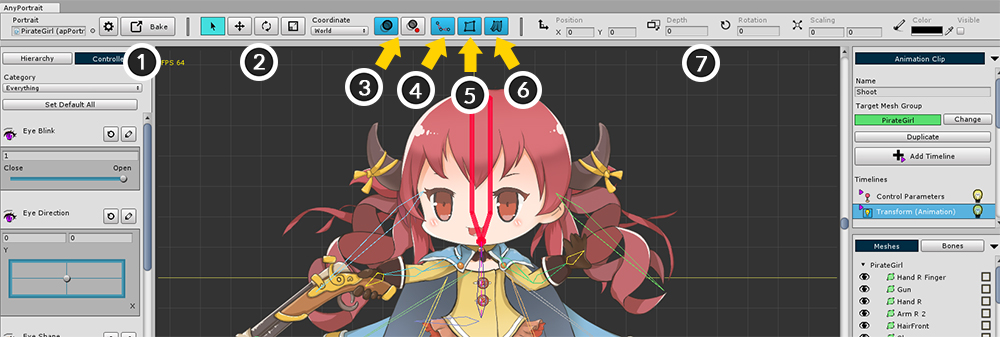 AnyPortrait
Portrait
PirateGirl (apPortr
Bake
Coordinate
World
Position
X 0 Y 0
Depth
0
Rotation
0
Scaling
0 0
Color
Visible
1
2
3
4
5
6
7
FPS 64
Hierarchy
Controlle
Category
Everything
Set Default All
Eye Blink
1
Close Open
Eye Direction
0 0
Y
X
Eye Shape
Animation Clip
Name
Shoot
Target Mesh Group
PirateGirl
Change
Duplicate
Add Timeline
Timelines
Control Parameters
Transform (Animation)
Meshes
Bones
PirateGirl
Hand R Finger
Gun
Hand R
Arm R 2
HairFront